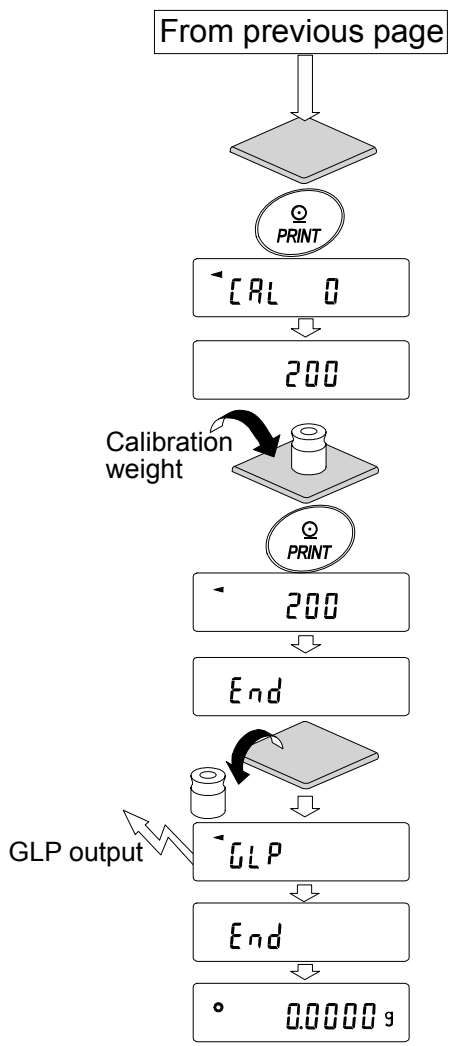 From previous page
PRINT
CAL 0
200
Calibration
weight
PRINT
200
End
GLP output
GLP
End
0.0000 g